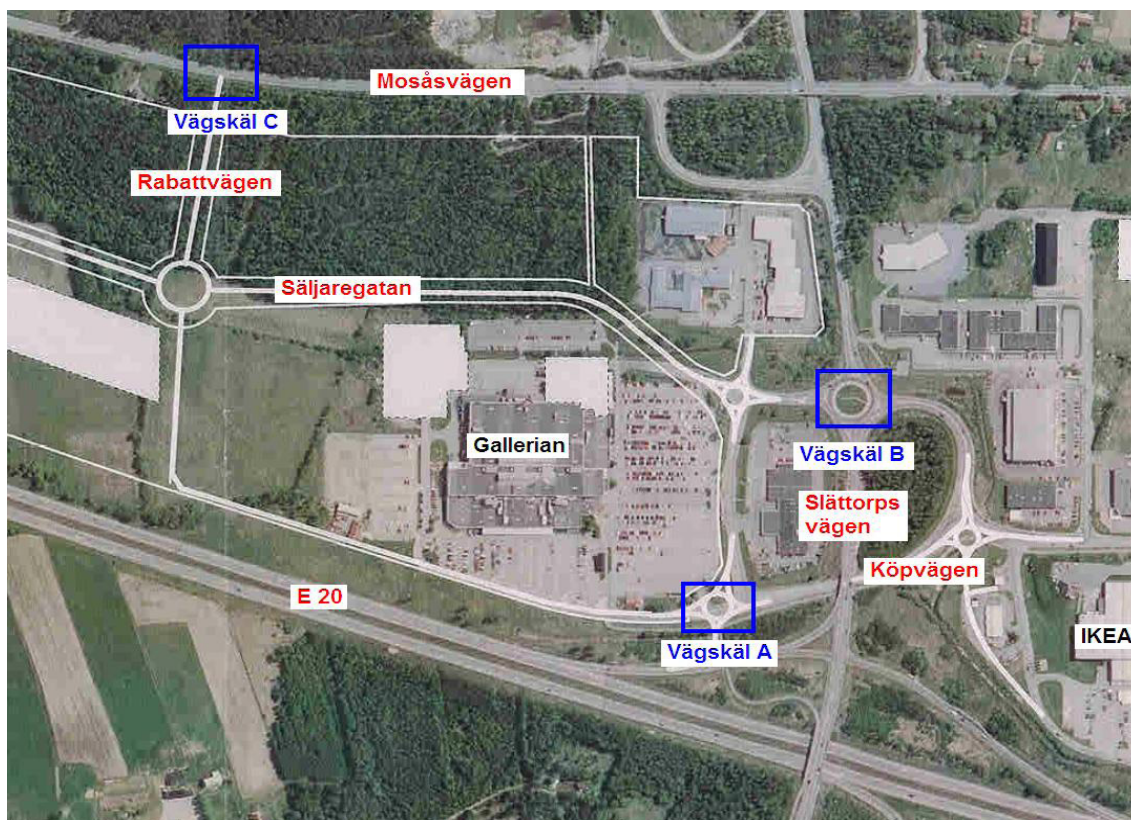 Mosåsvägen
Vägskäl C
Rabattvägen
Säljaregatan
Gallerian
Vägskäl B
Slättorps
vägen
Köpvägen
E 20
IKEA
Vägskäl A